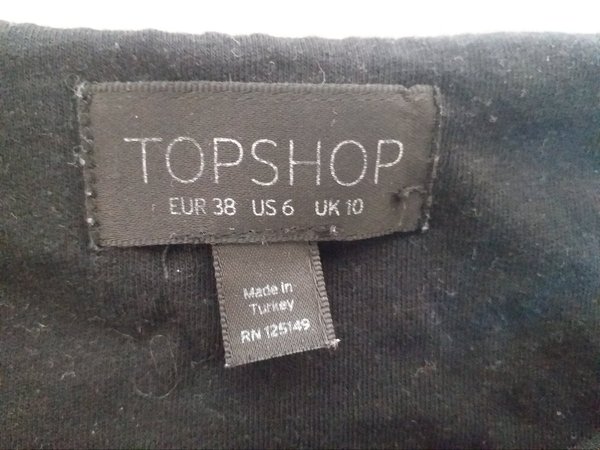 TOPSHOP
EUR 38 US 6 UK 10
Made in
Turkey
RN 125149